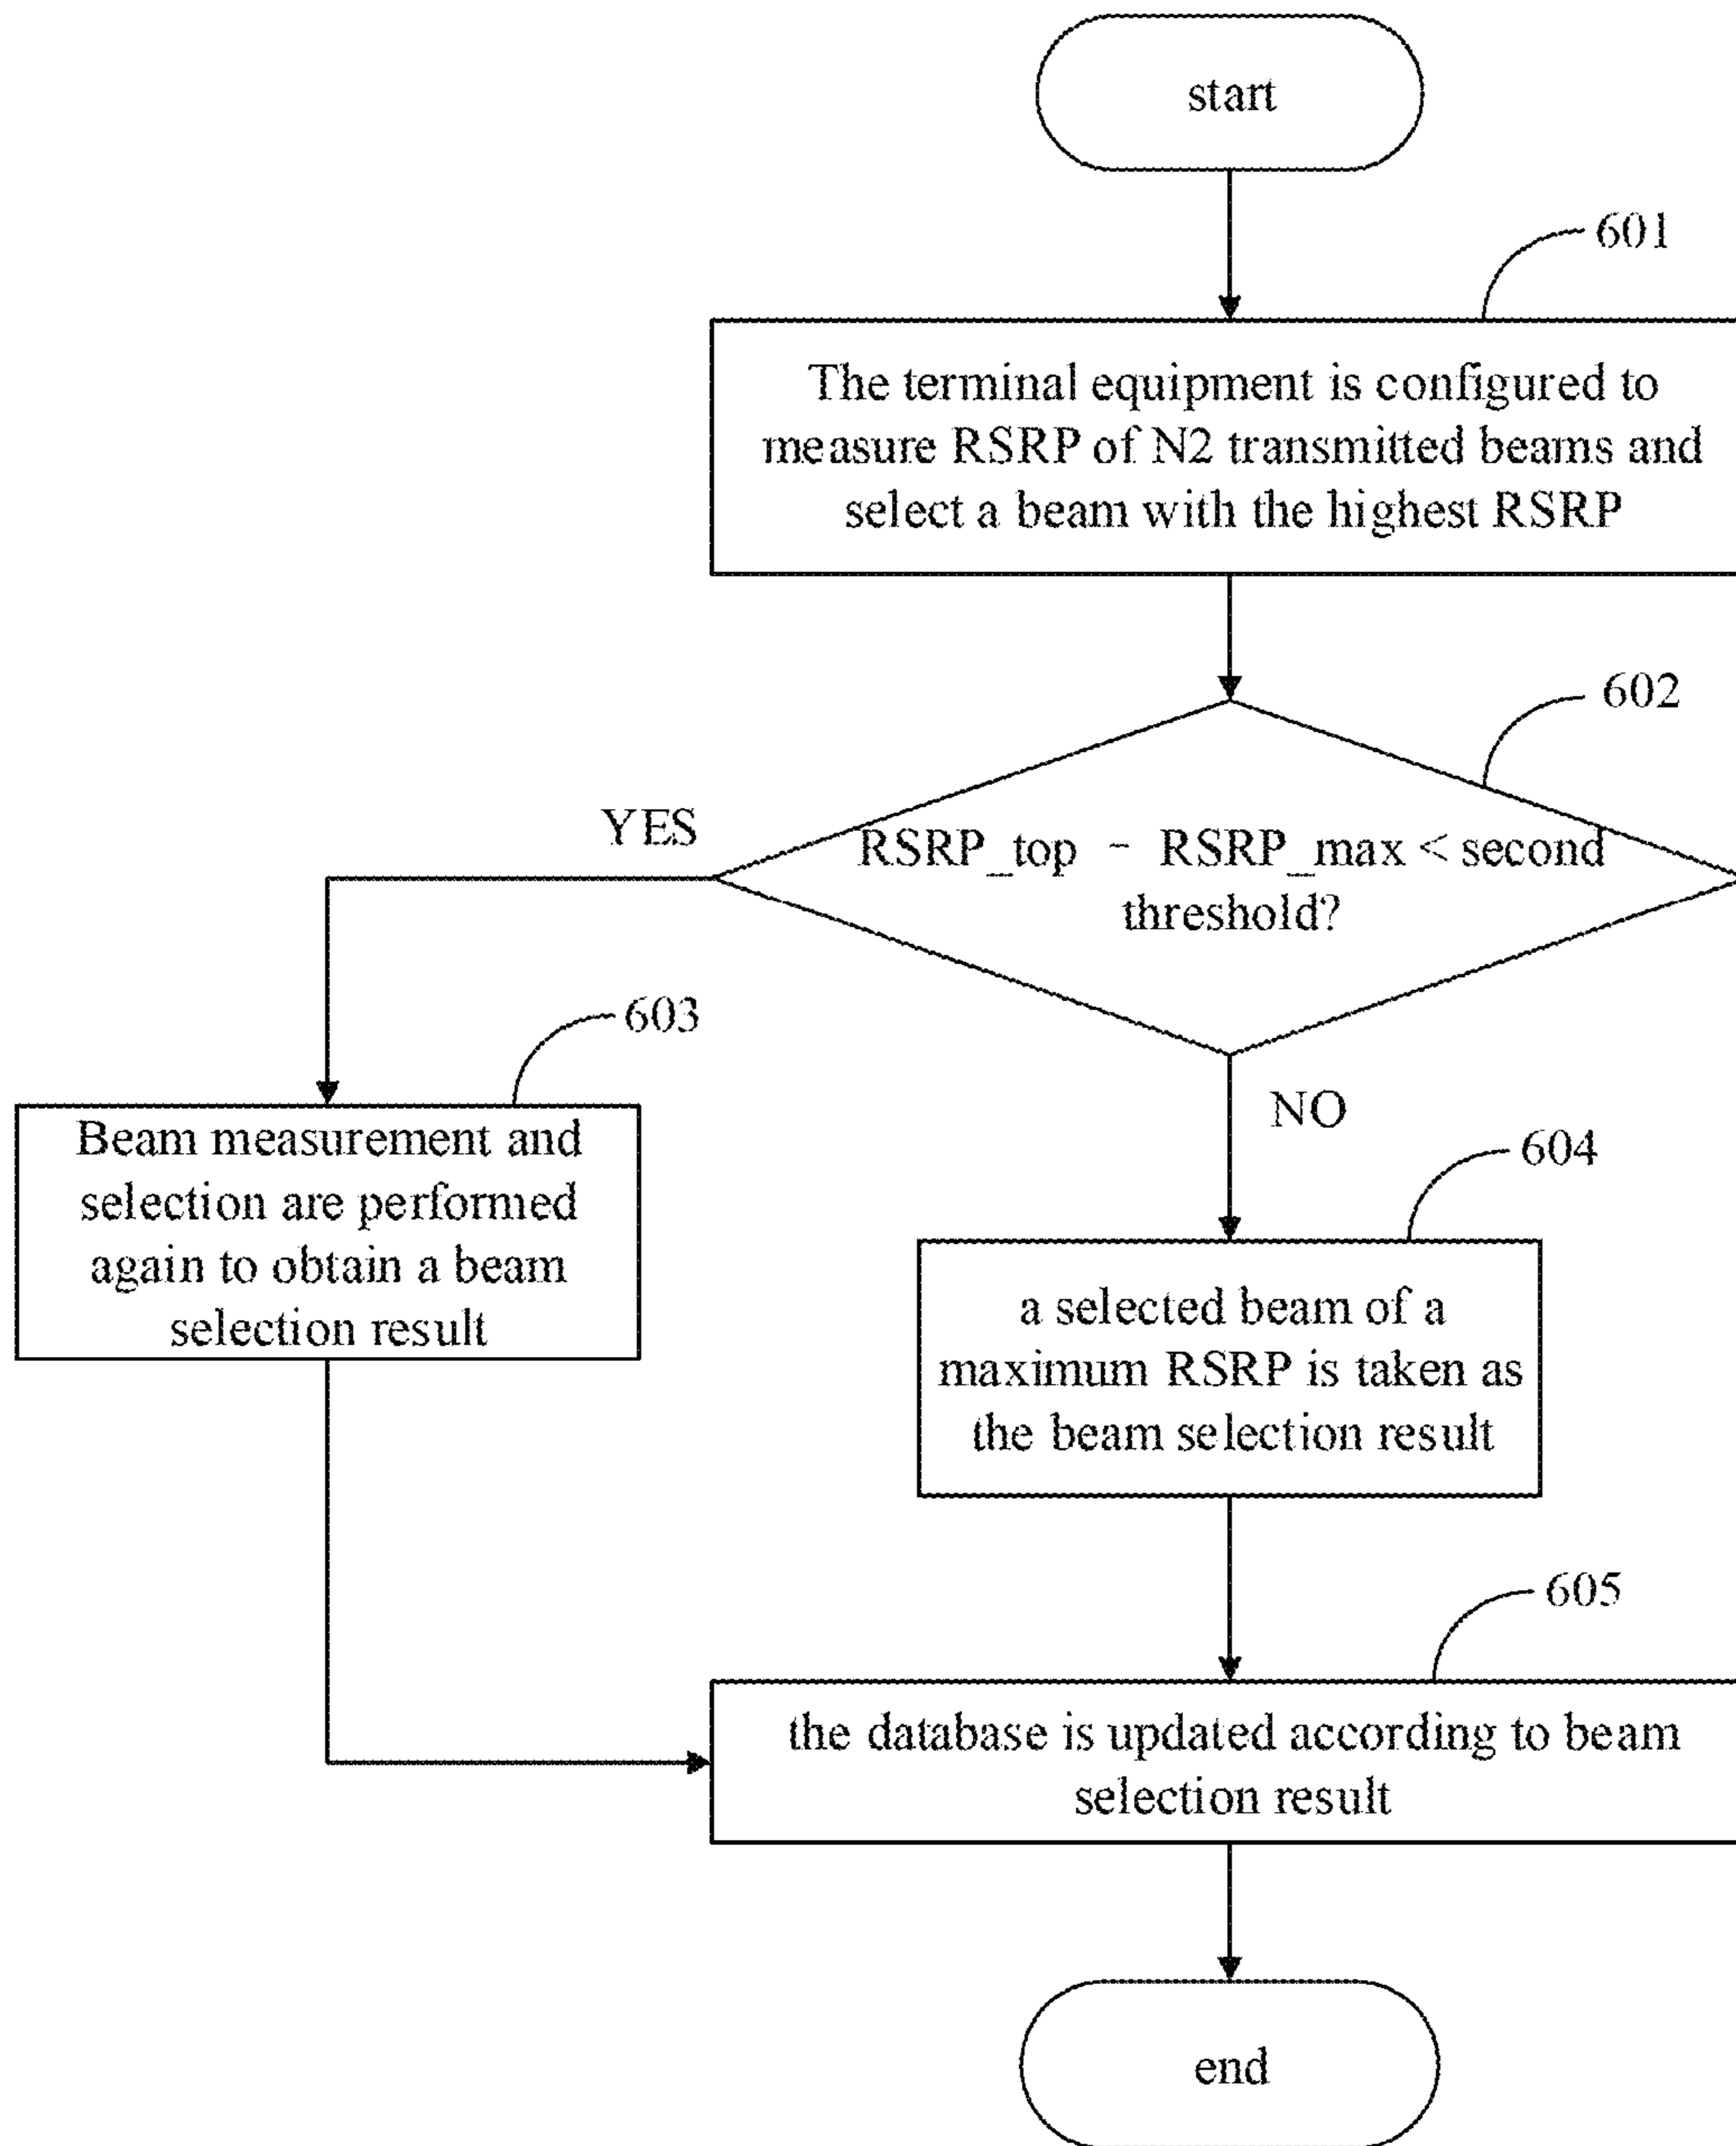 start
601
The terminal equipment is configured to
measure RSRP of N2 transmitted beams and
select a beam with the highest RSRP
602
YES
RSRP_top - RSRP_max < second
threshold?
603
Beam measurement and
selection are performed
again to obtain a beam
selection result
NO
604
a selected beam of a
maximum RSRP is taken as
the beam selection result
605
the database is updated according to beam
selection result
end